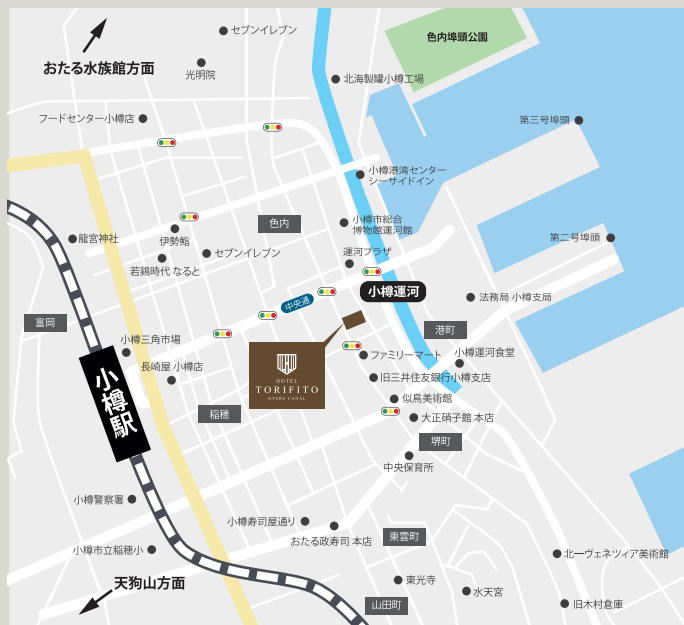 セブンイレブン
色内埠頭公園
おたる水族館方面
光明院
北海製罐小樽工場
フードセンター小樽店
第三号埠頭
小樽港湾センター
シーサイドイン
小樽市総合
博物館運河館
色内
龍宮神社
伊勢鮨
セブンイレブン
運河プラザ
第二号埠頭
若鶏時代 なると
小樽運河
法務局 小樽支局
中央通
富岡
港町
小樽三角市場
ファミリーマート
小樽運河食堂
長崎屋 小樽店
HOTEL
TORIFITO
OTARU CANAL
旧三井住友銀行小樽支店
小樽駅
似鳥美術館
稲穂
大正硝子館 本店
堺町
中央保育所
小樽警察署
小樽寿司屋通り
おたる政寿司 本店
東雲町
小樽市立稲穂小
北一ヴェネツィア美術館
天狗山方面
東光寺
水天宮
山田町
旧木村倉庫